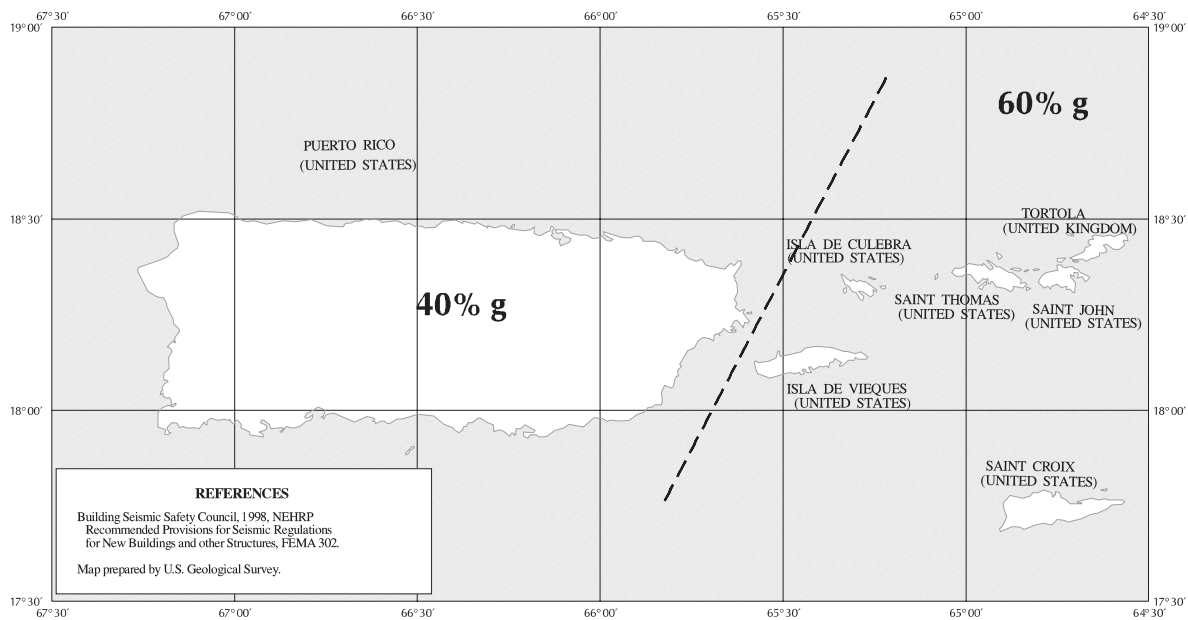 67°30′ 67°00′ 66°30′ 66°00′ 65°30′ 65°00′ 64°30′
19°00′ 19°00′
60% g
PUERTO RICO
(UNITED STATES)
18°30′ 18°30′
TORTOLA
(UNITED KINGDOM)
ISLA DE CULEBRA
(UNITED STATES)
40% g
SAINT THOMAS
(UNITED STATES)
SAINT JOHN
(UNITED STATES)
ISLA DE VIEQUES
(UNITED STATES)
18°00′ 18°00′
SAINT CROIX
(UNITED STATES)
REFERENCES
Building Seismic Safety Council, 1998, NEHRP
Recommended Provisions for Seismic Regulations
for New Buildings and other Structures, FEMA 302.
Map prepared by U.S. Geological Survey.
17°30′ 17°30′
67°30′ 67°00′ 66°30′ 66°00′ 65°30′ 65°00′ 64°30′